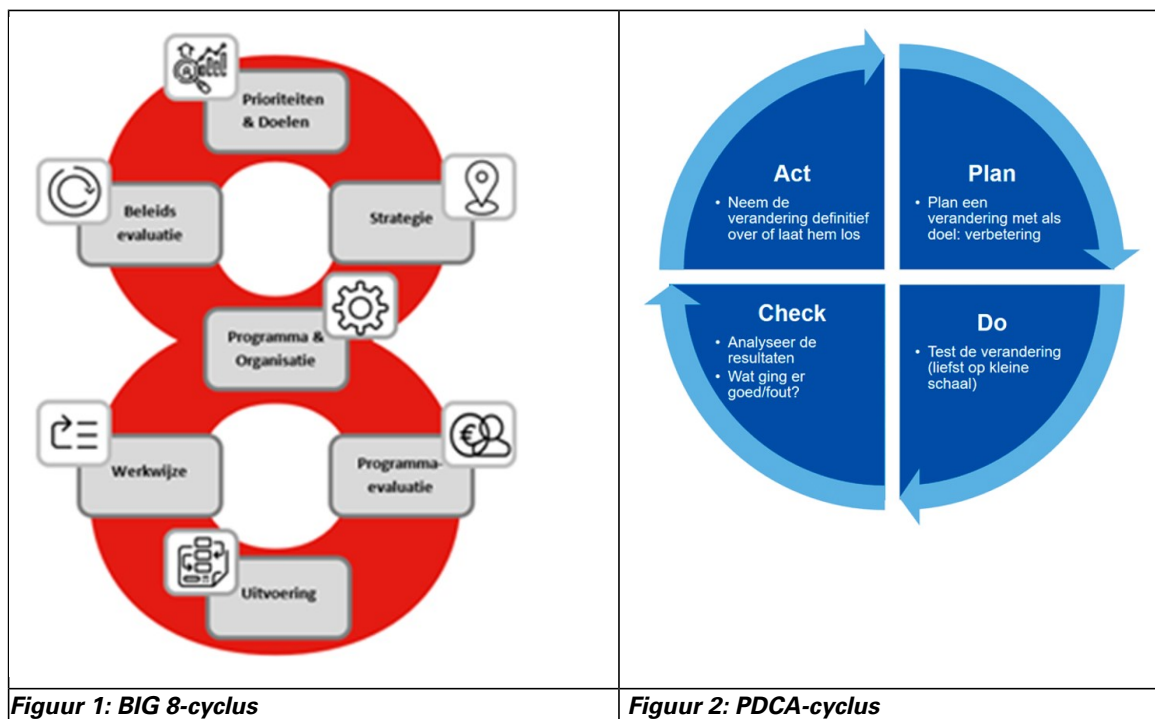 Prioriteiten
& Doelen
Beleids
evaluatie
Strategie
Programma &
Organisatie
Werkwijze
Programma-
evaluatie
Uitvoering
Figuur 1: BIG 8-cyclus
Act
• Neem de
verandering definitief
over of laat hem los
Plan
• Plan een
verandering met als
doel: verbetering
Check
• Analyseer de
resultaten
• Wat ging er
goed/fout?
Do
• Test de verandering
(liefst op kleine
schaal)
Figuur 2: PDCA-cyclus